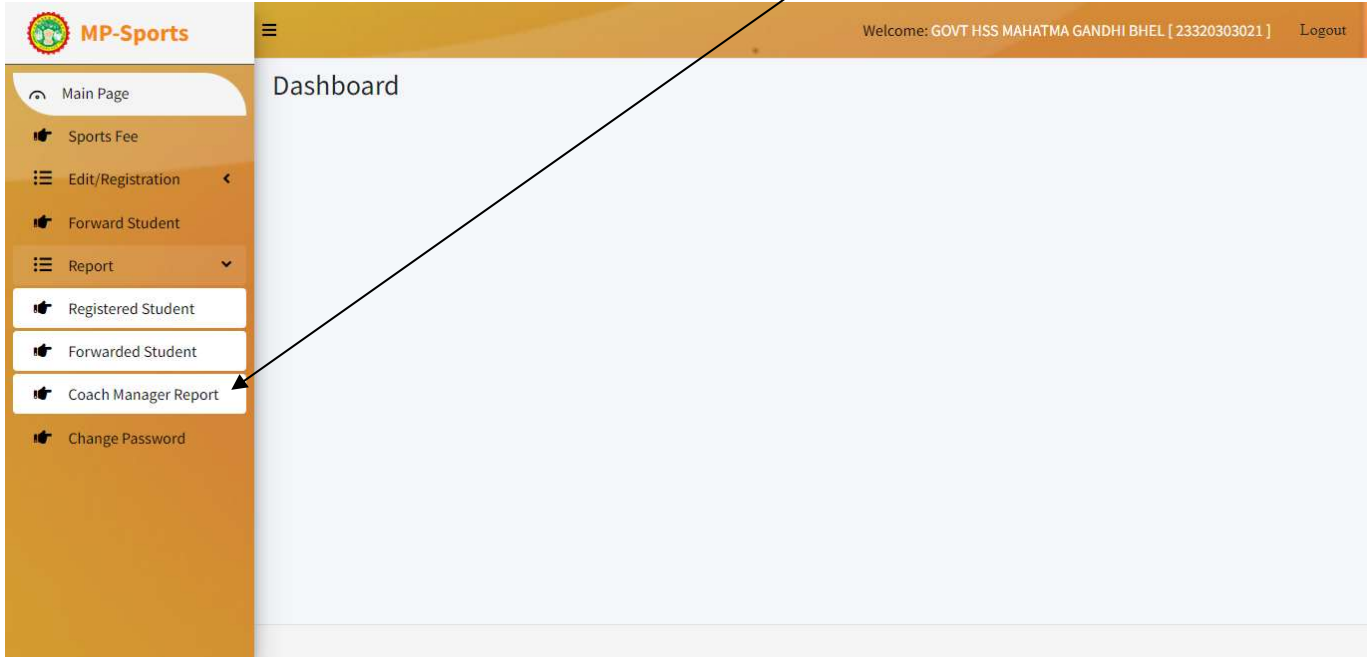 MP-Sports
Welcome: GOVT HSS MAHATMA GANDHI BHEL [ 23320303021 ] Logout
Main Page
Sports Fee
Edit/Registration
Forward Student
Report
Registered Student
Forwarded Student
Coach Manager Report
Change Password
Dashboard